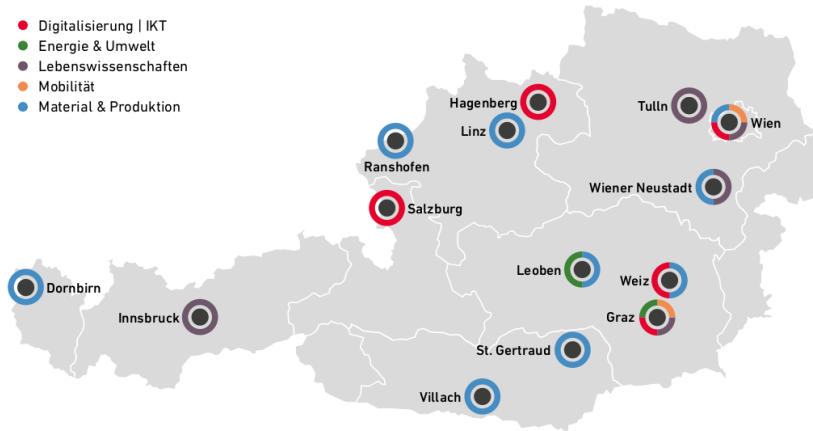 Digitalisierung | IKT
Energie & Umwelt
Lebenswissenschaften
Mobilität
Material & Produktion
Hagenberg
Tulln
Wien
Linz
Ranshofen
Wiener Neustadt
Salzburg
Leoben
Weiz
Dornbirn
Innsbruck
Graz
St. Gertraud
Villach